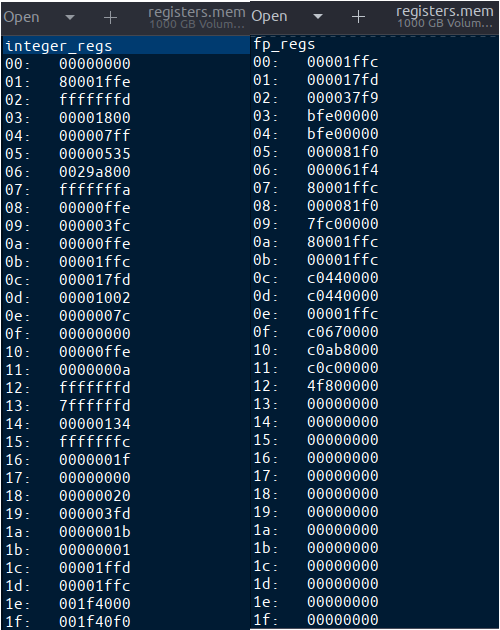 Open + registers.mem
1000 GB Volum...
integer_regs
00: 00000000
01: 80001ffe
02: fffffffd
03: 00001800
04: 000007ff
05: 00000535
06: 0029a800
07: fffffffa
08: 00000ffe
09: 000003fc
0a: 00000ffe
0b: 00001ffc
0c: 000017fd
0d: 00001002
0e: 0000007c
0f: 00000000
10: 00000ffe
11: 0000000a
12: fffffffd
13: 7ffffffd
14: 00000134
15: fffffffc
16: 0000001f
17: 00000000
18: 00000020
19: 000003fd
1a: 0000001b
1b: 00000001
1c: 00001ffd
1d: 00001ffc
1e: 001f4000
1f: 001f40f0
Open + registers.mem
1000 GB Volum...
fp_regs
00: 00001ffc
01: 000017fd
02: 000037f9
03: bfe00000
04: bfe00000
05: 000081f0
06: 000061f4
07: 80001ffc
08: 000081f0
09: 7fc00000
0a: 80001ffc
0b: 00001ffc
0c: c0440000
0d: c0440000
0e: 00001ffc
0f: c0670000
10: c0ab8000
11: c0c00000
12: 4f800000
13: 00000000
14: 00000000
15: 00000000
16: 00000000
17: 00000000
18: 00000000
19: 00000000
1a: 00000000
1b: 00000000
1c: 00000000
1d: 00000000
1e: 00000000
1f: 00000000